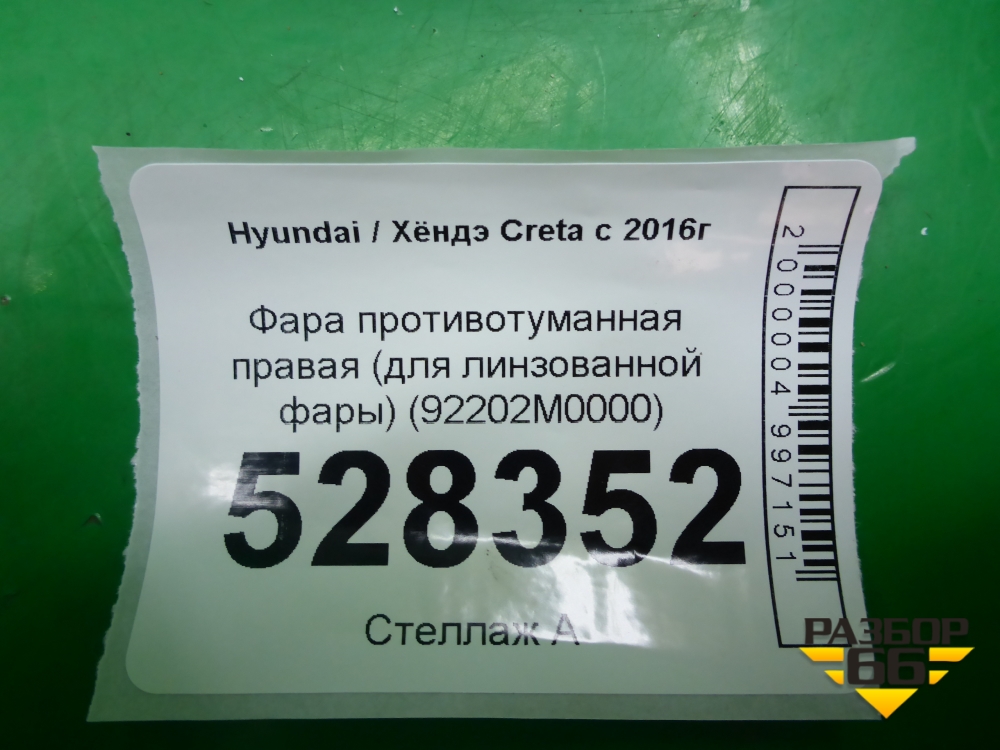 Hyundai / Хёндэ Creta с 2016г
Фара противотуманная
правая (для линзованной
фары) (92202M0000)
528352
Стеллаж А
2000004997151
РАЗБОР
66